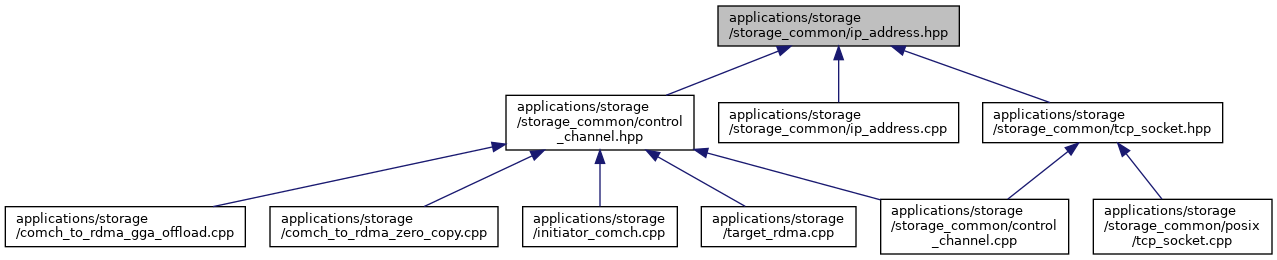 applications/storage
/storage_common/ip_address.hpp
applications/storage
/storage_common/control
_channel.hpp
applications/storage
/storage_common/ip_address.cpp
applications/storage
/storage_common/tcp_socket.hpp
applications/storage
/comch_to_rdma_gga_offload.cpp
applications/storage
/comch_to_rdma_zero_copy.cpp
applications/storage
/initiator_comch.cpp
applications/storage
/target_rdma.cpp
applications/storage
/storage_common/control
_channel.cpp
applications/storage
/storage_common/posix
/tcp_socket.cpp